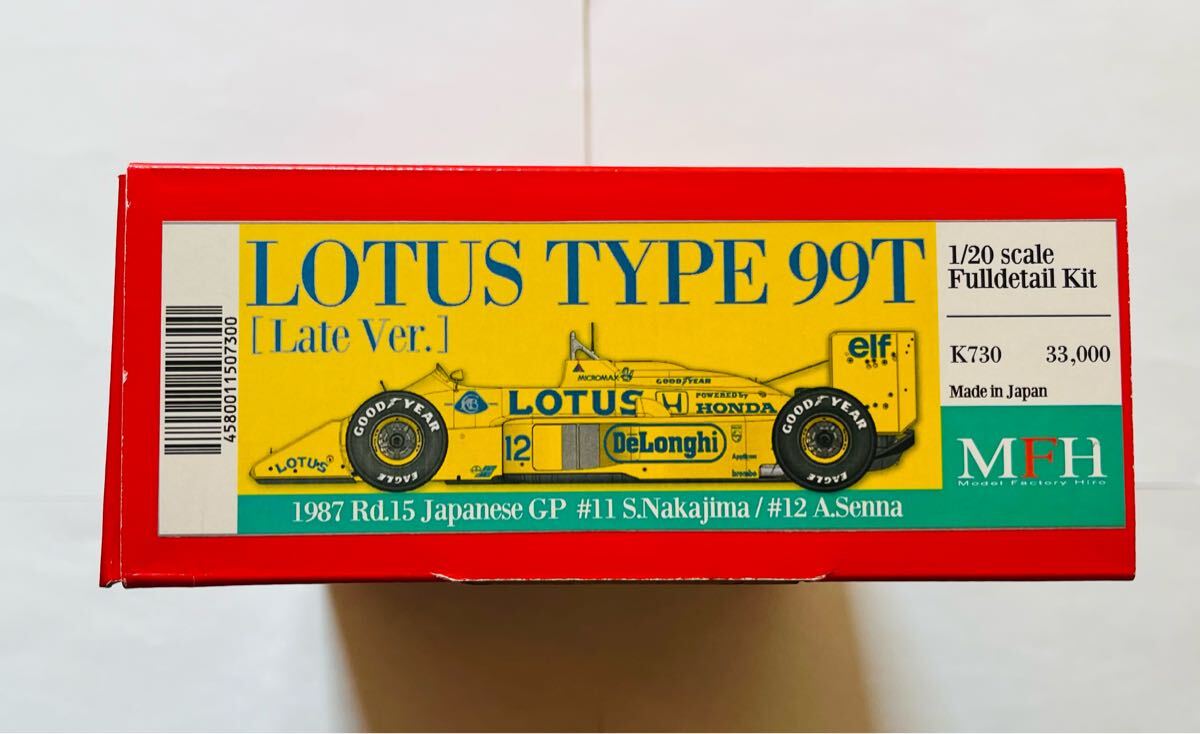 LOTUS TYPE 99T
[Late Ver.]
1/20 scale
Fulldetail Kit
K730 33,000
Made in Japan
MFH
Model Factory Hiro
4580011507300
elf
MICROMAX
GOODYEAR
LOTUS
POWERED by
HONDA
GOODYEAR
EAGLE
12
DeLonghi
GOODYEAR
EAGLE
LOTUS
brembo
1987 Rd.15 Japanese GP #11 S.Nakajima / #12 A.Senna